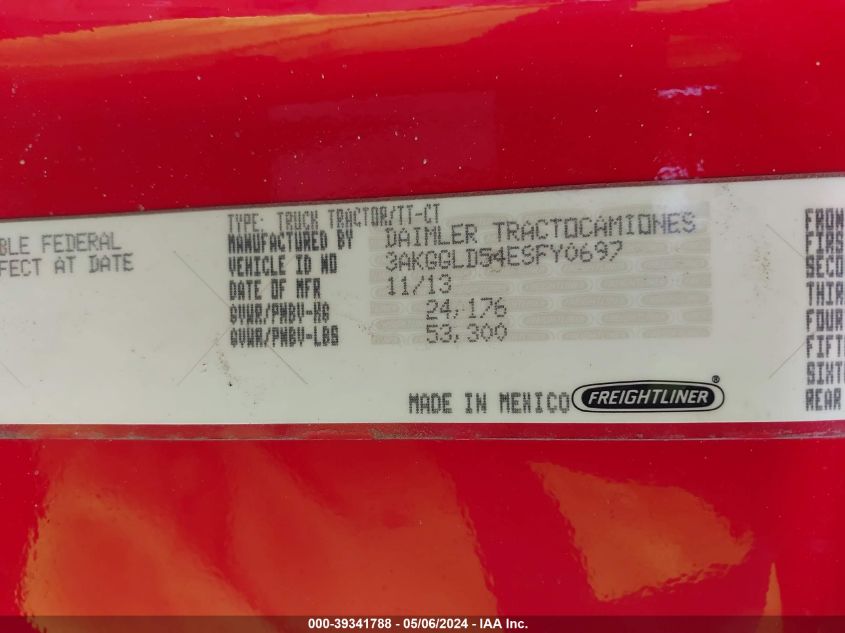 BLE FEDERAL
FECT AT DATE
TYPE: TRUCK TRACTOR/TT-CT
MANUFACTURED BY DAIMLER TRACTOCAMIONES
VEHICLE ID NO 3AKGGLD54ESFY0697
DATE OF MFR 11/13
GVWR/PNBV-KG 24,176
GVWR/PNBV-LBS 53,300
MADE IN MEXICO FREIGHTLINER®
FRON
FIRS
SECO
THIR
FOUR
FIFT
SIXT
REAR
000-39341788 - 05/06/2024 - IAA Inc.